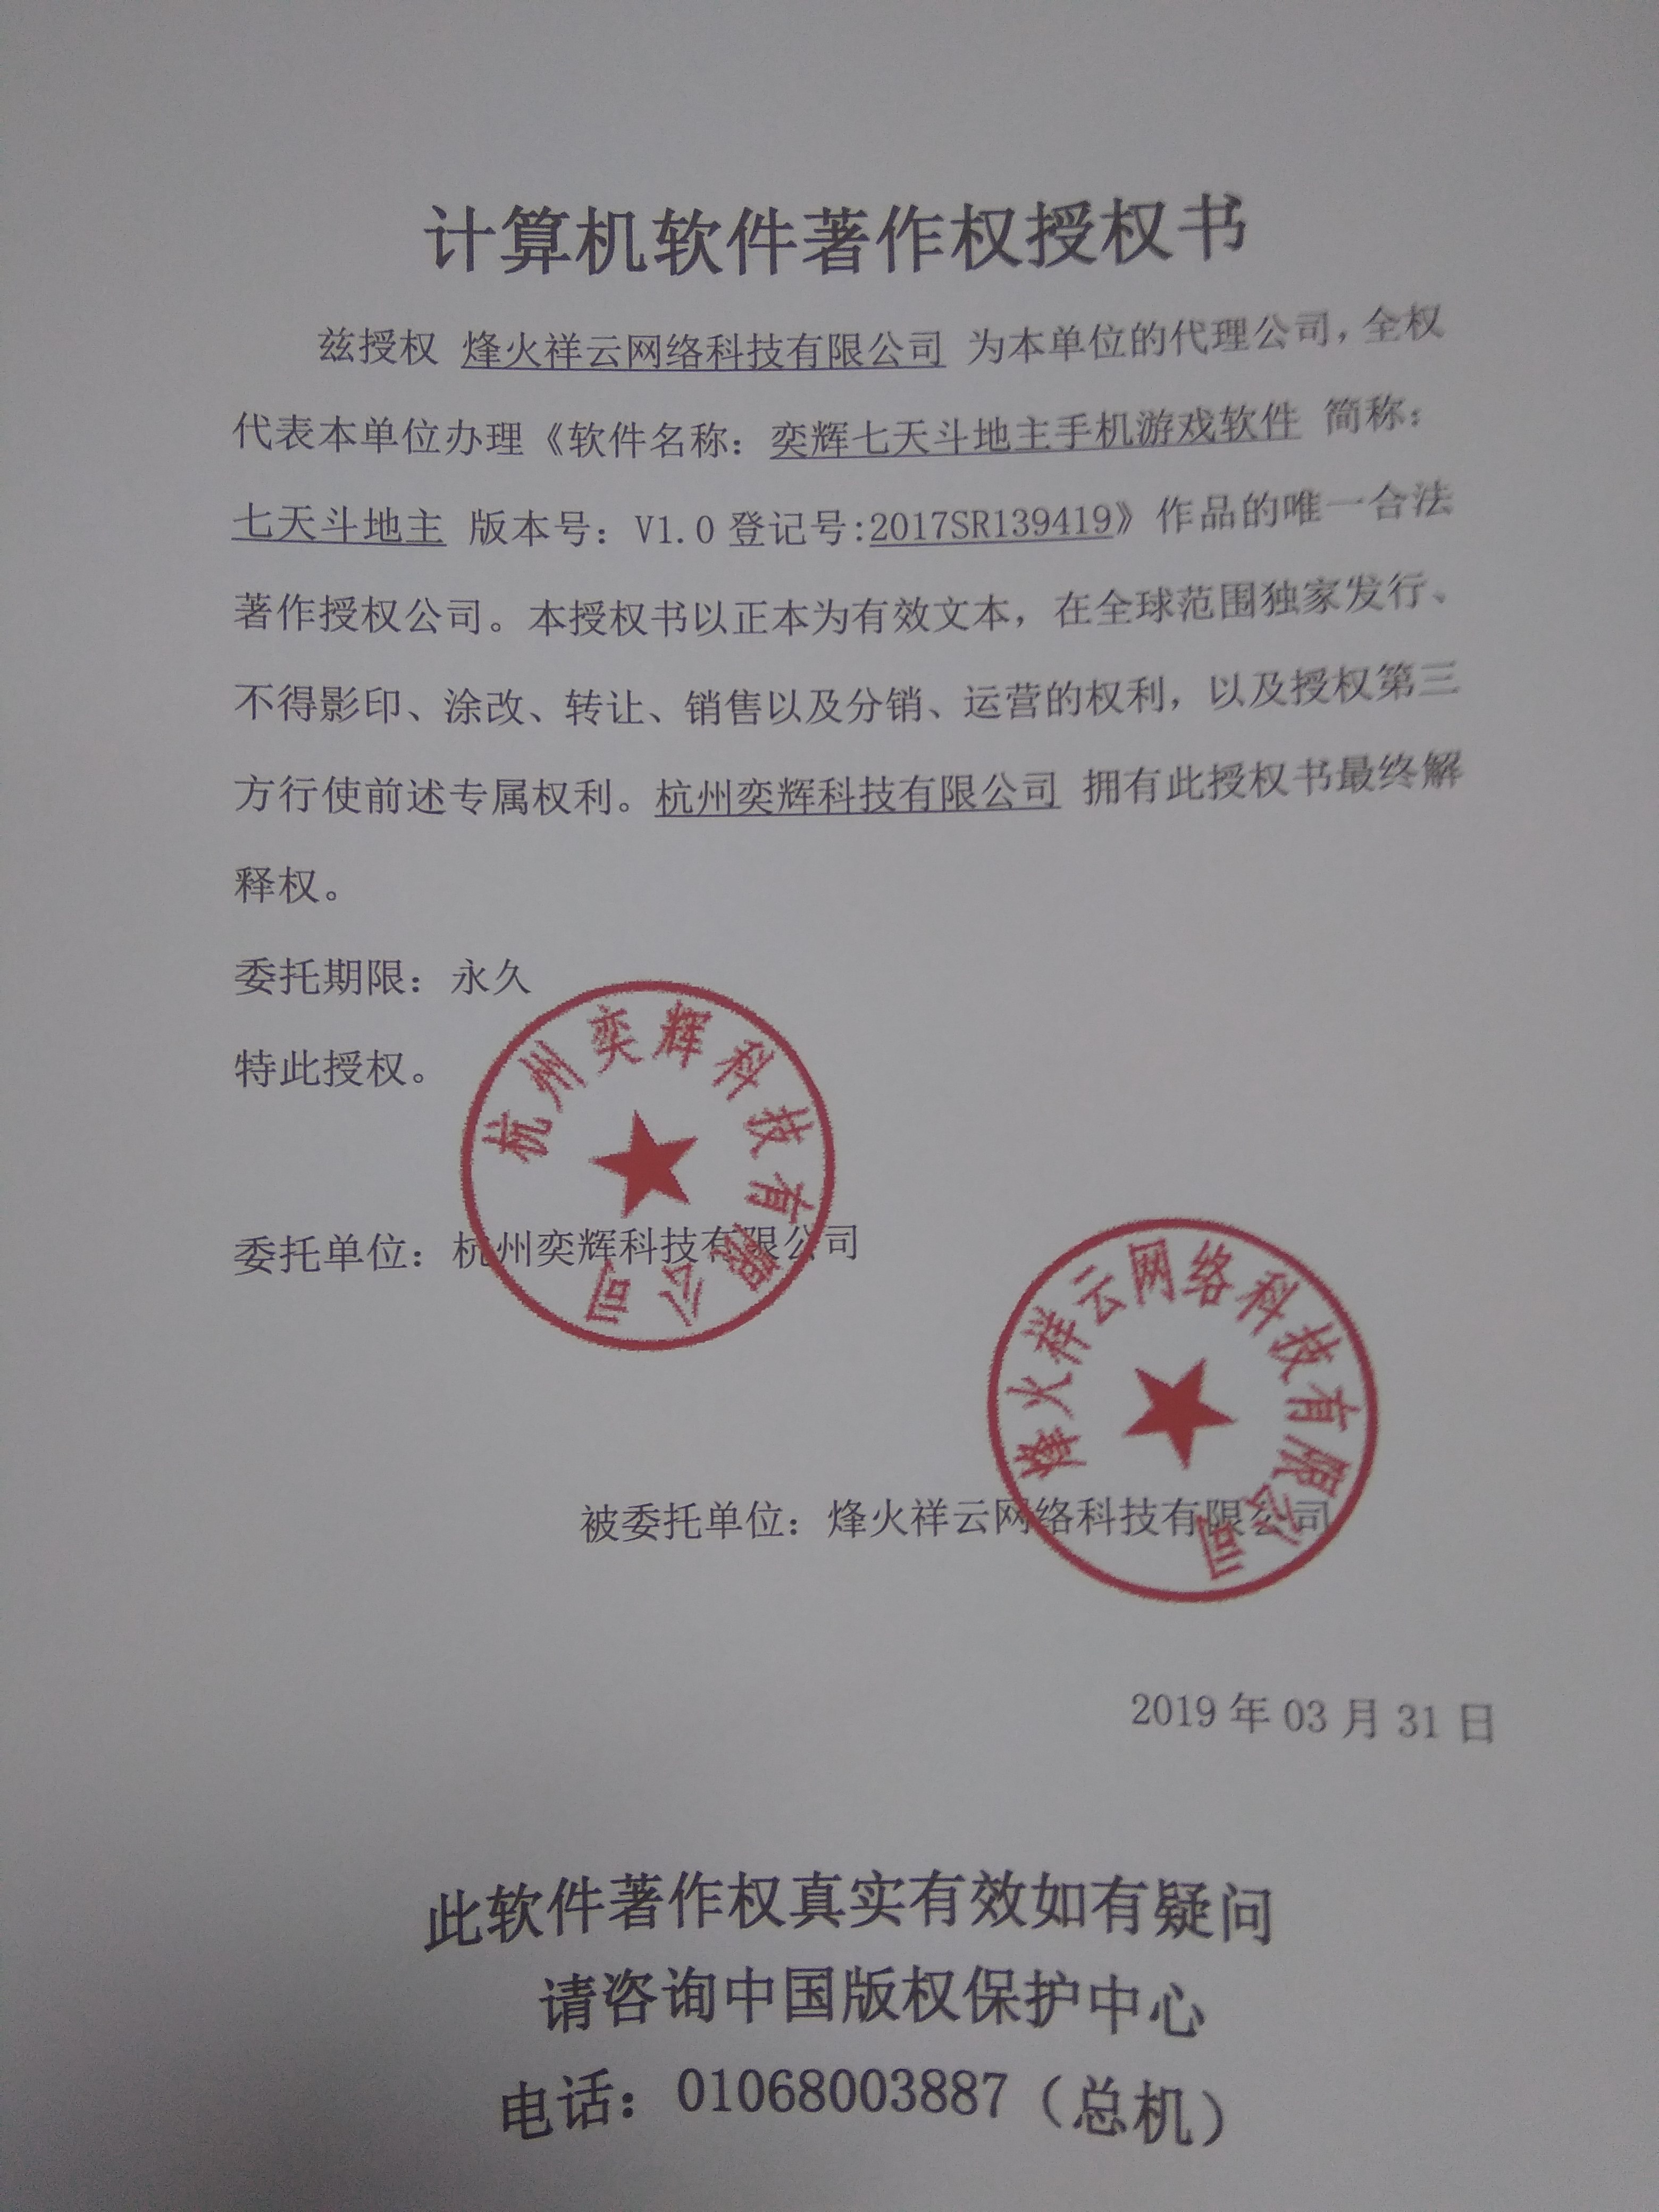 计算机软件著作权授权书
兹授权 烽火祥云网络科技有限公司 为本单位的代理公司，全权
代表本单位办理《软件名称：奕辉七天斗地主手机游戏软件 简称：
七天斗地主 版本号：V1.0 登记号:2017SR139419》作品的唯一合法
著作授权公司。本授权书以正本为有效文本，在全球范围独家发行、
不得影印、涂改、转让、销售以及分销、运营的权利，以及授权第三
方行使前述专属权利。杭州奕辉科技有限公司 拥有此授权书最终解
释权。
委托期限：永久
特此授权。
杭州奕辉科技有限公司
委托单位：杭州奕辉科技有限公司
烽火祥云网络科技有限公司
被委托单位：烽火祥云网络科技有限公司
2019 年 03 月 31 日
此软件著作权真实有效如有疑问
请咨询中国版权保护中心
电话：01068003887（总机）